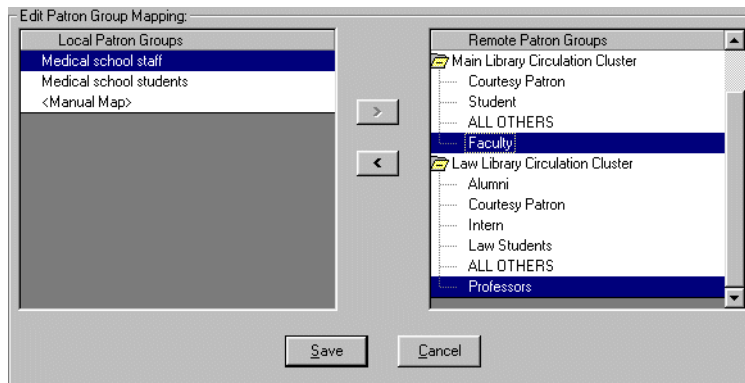 Edit Patron Group Mapping:
Local Patron Groups
Medical school staff
Medical school students
<Manual Map>
>
<
Remote Patron Groups
Main Library Circulation Cluster
Courtesy Patron
Student
ALL OTHERS
Faculty
Law Library Circulation Cluster
Alumni
Courtesy Patron
Intern
Law Students
ALL OTHERS
Professors
Save Cancel